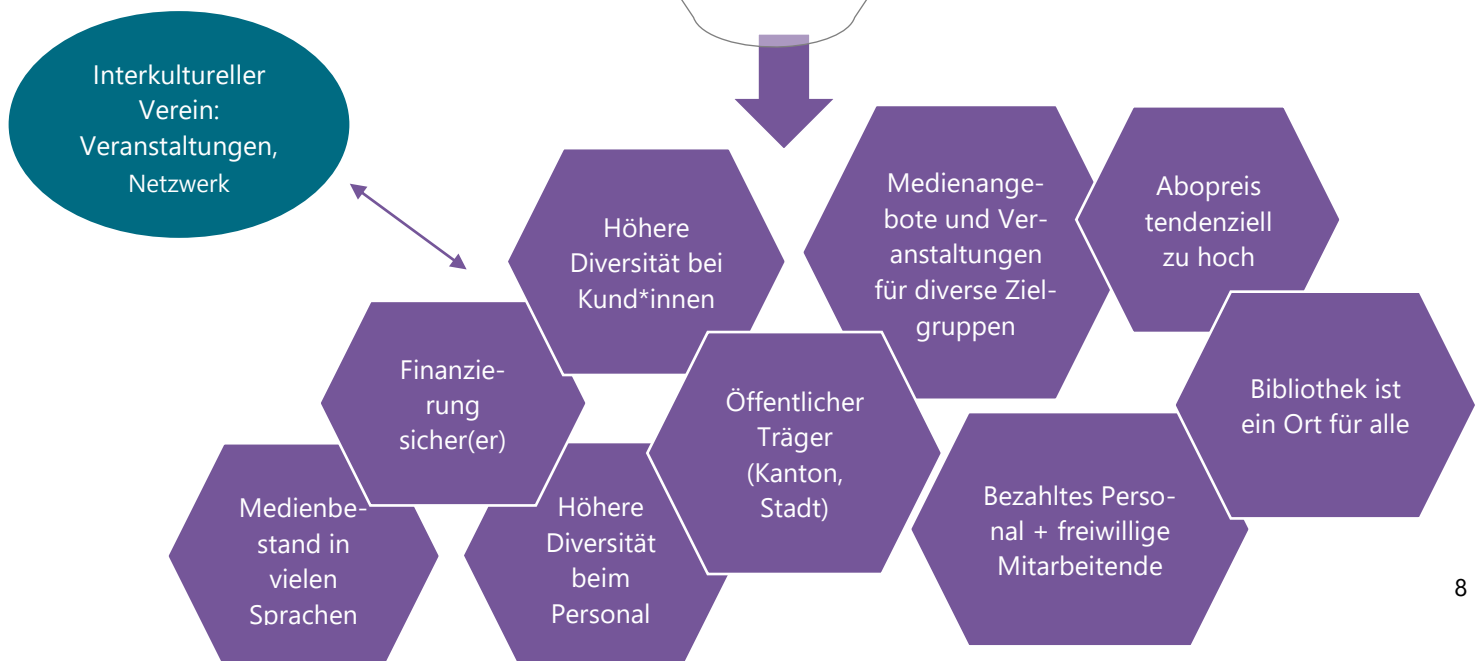 Interkultureller
Verein:
Veranstaltungen,
Netzwerk
Höhere
Diversität bei
Kund*innen
Medienange-
bote und Ver-
anstaltungen
für diverse Ziel-
gruppen
Abopreis
tendenziell
zu hoch
Finanzie-
rung
sicher(er)
Öffentlicher
Träger
(Kanton,
Stadt)
Bibliothek ist
ein Ort für alle
Medienbe-
stand in
vielen
Sprachen
Höhere
Diversität
beim
Personal
Bezahltes Perso-
nal + freiwillige
Mitarbeitende
8